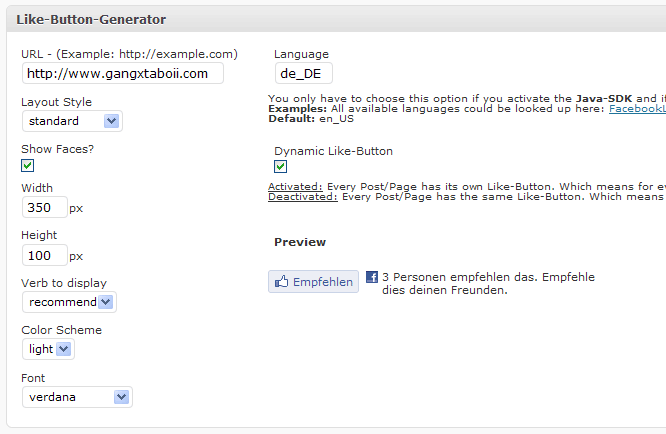 Like-Button-Generator
URL - (Example: http://example.com)
http://www.gangxtaboii.com
Language
de_DE
Layout Style
standard
You only have to choose this option if you activate the Java-SDK and if
Examples: All available languages could be looked up here: FacebookL
Default: en_US
Show Faces?
Dynamic Like-Button
Activated: Every Post/Page has its own Like-Button. Which means for ev
Deactivated: Every Post/Page has the same Like-Button. Which means
Width
350 px
Height
100 px
Preview
Empfehlen
3 Personen empfehlen das. Empfehle
dies deinen Freunden.
Verb to display
recommend
Color Scheme
light
Font
verdana